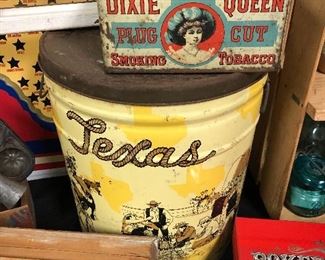 DIXIE QUEEN
PLUG CUT
SMOKING TOBACCO
Texas